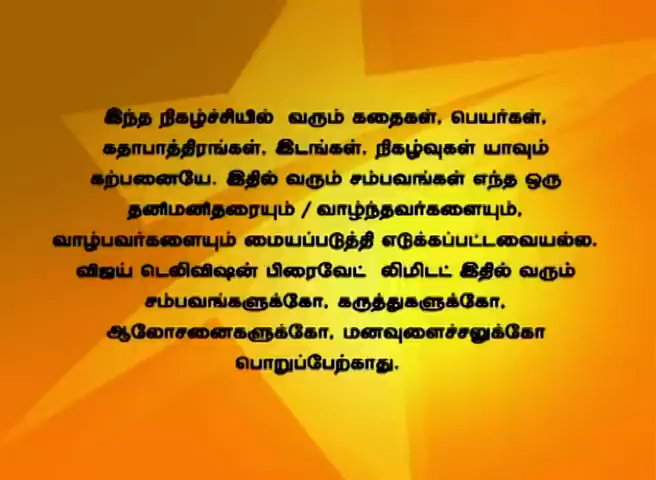 இந்த நிகழ்ச்சியில் வரும் கதைகள், பெயர்கள்,
கதாபாத்திரங்கள், இடங்கள், நிகழ்வுகள் யாவும்
கற்பனையே. இதில் வரும் சம்பவங்கள் எந்த ஒரு
தனிமனிதரையும் / வாழ்ந்தவர்களையும்,
வாழ்பவர்களையும் மையப்படுத்தி எடுக்கப்பட்டவையல்ல.
விஜய் டெலிவிஷன் பிரைவேட் லிமிடட் இதில் வரும்
சம்பவங்களுக்கோ, கருத்துகளுக்கோ,
ஆலோசனைகளுக்கோ, மனவுளைச்சலுக்கோ
பொறுப்பேற்காது.